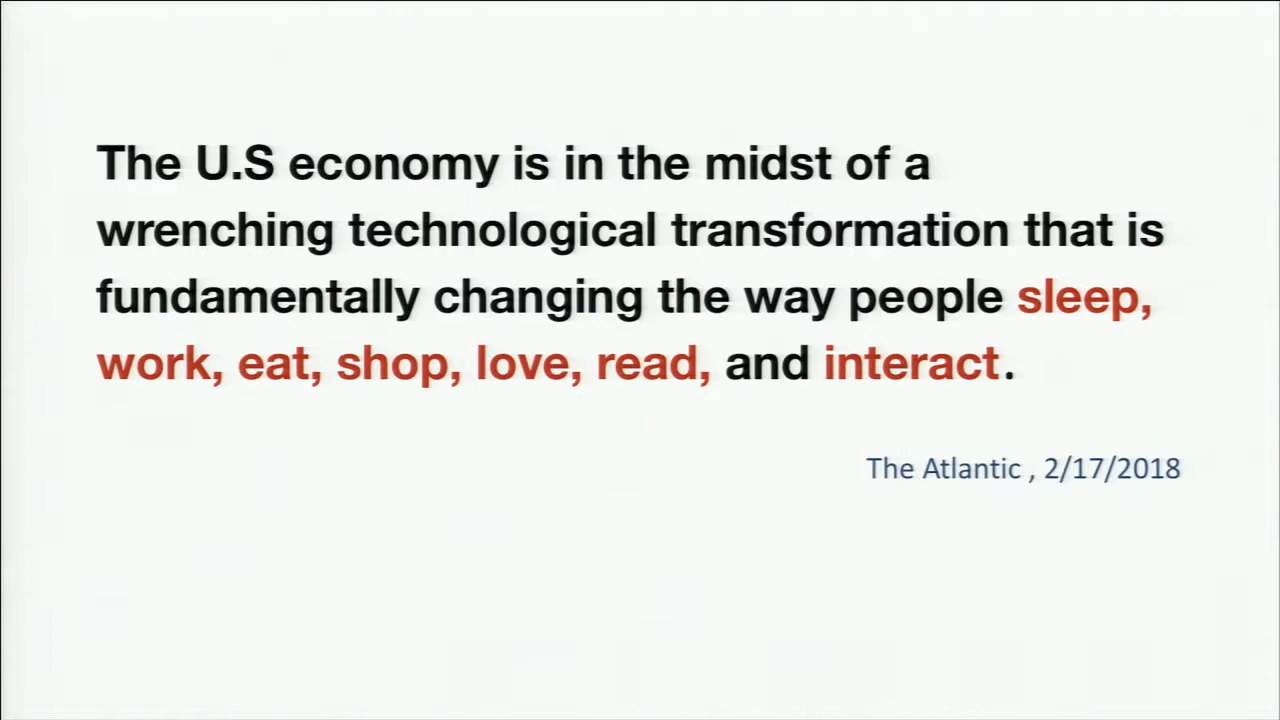 The U.S economy is in the midst of a
wrenching technological transformation that is
fundamentally changing the way people sleep,
work, eat, shop, love, read, and interact.
The Atlantic , 2/17/2018